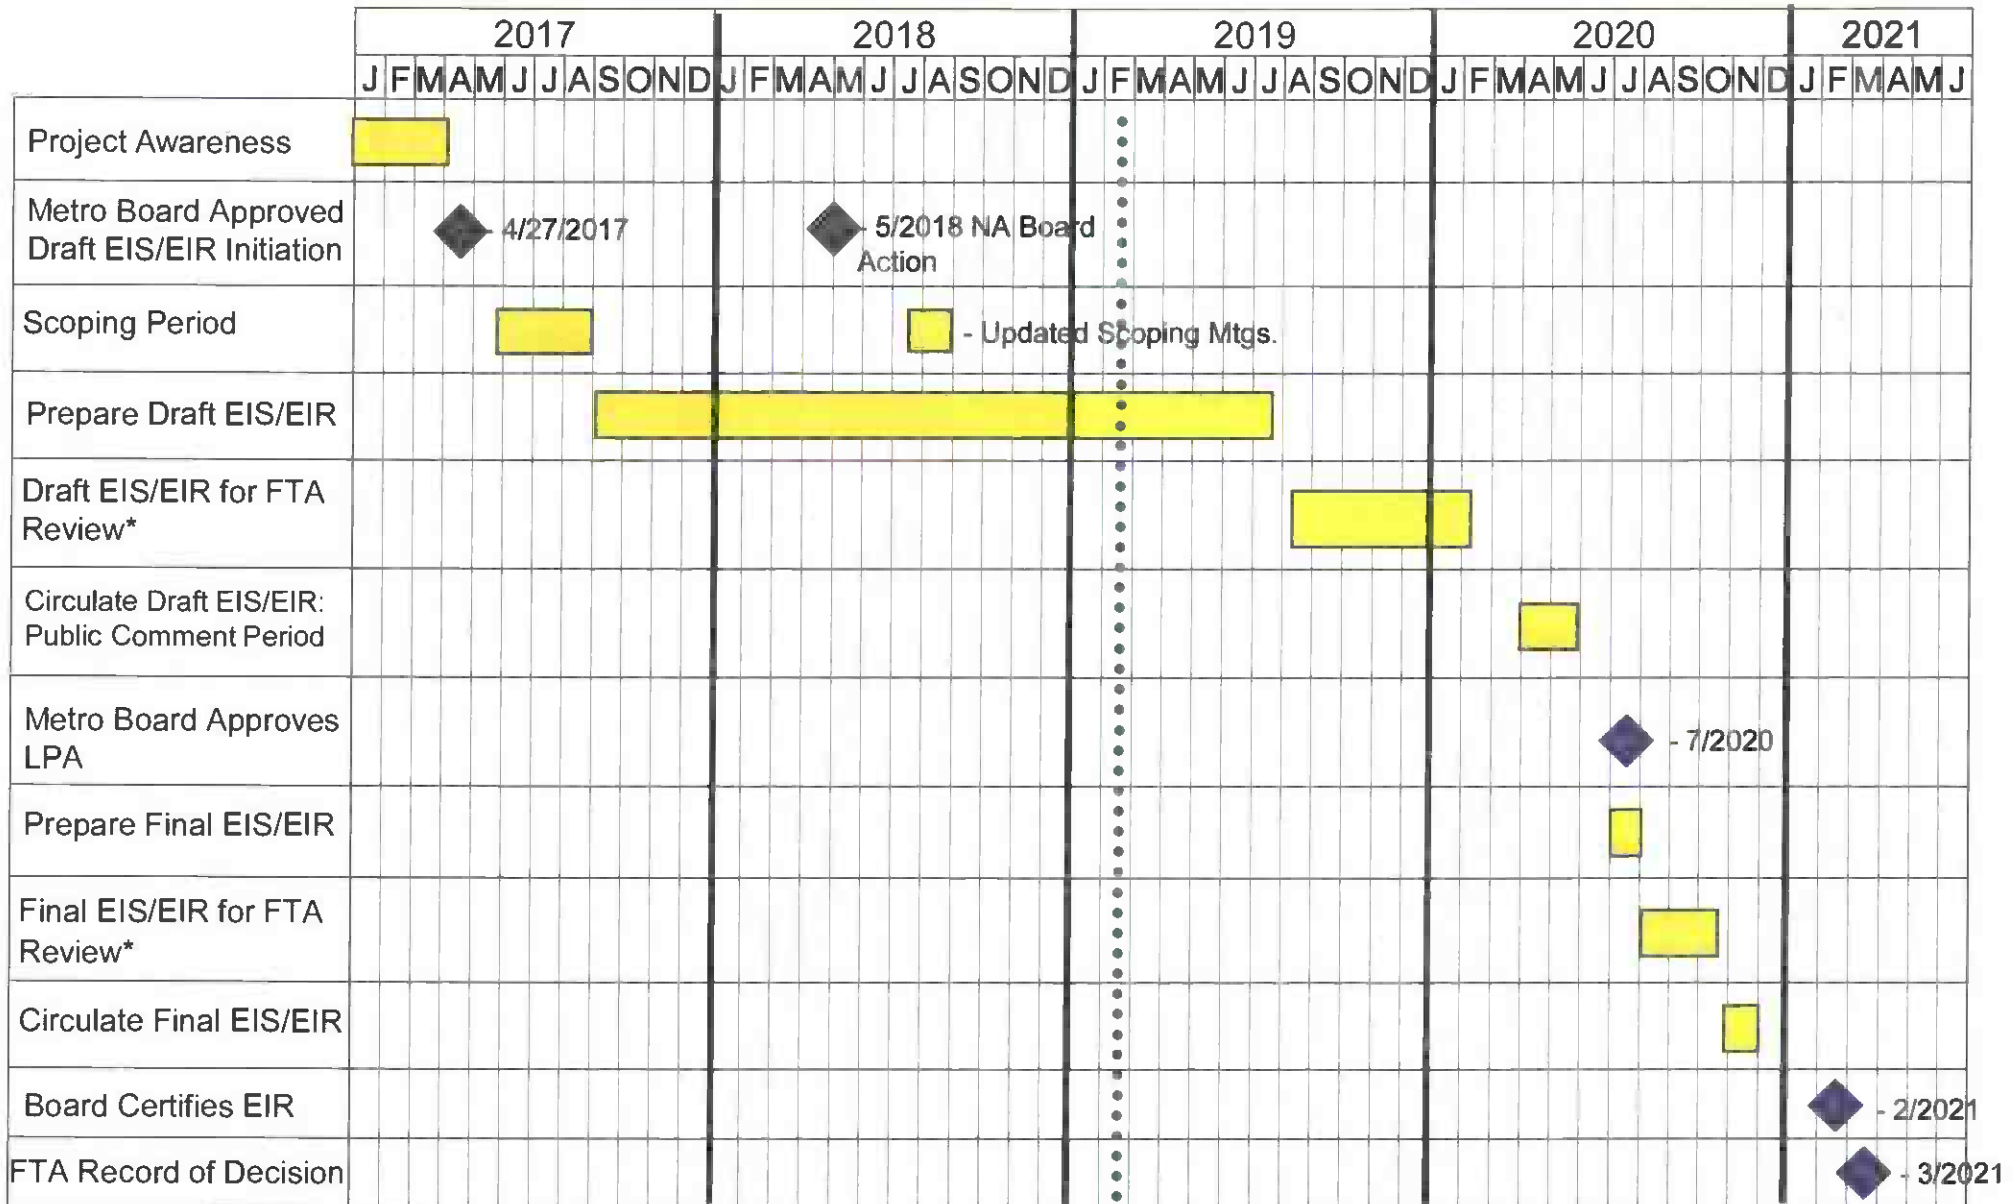 2017 2018 2019 2020 2021
J F M A M J J A S O N D J F M A M J J A S O N D J F M A M J J A S O N D J F M A M J J A S O N D J F M A M J
Project Awareness
Metro Board Approved
Draft EIS/EIR Initiation
- 4/27/2017
- 5/2018 NA Board
Action
Scoping Period
- Updated Scoping Mtgs.
Prepare Draft EIS/EIR
Draft EIS/EIR for FTA
Review*
Circulate Draft EIS/EIR:
Public Comment Period
Metro Board Approves
LPA
- 7/2020
Prepare Final EIS/EIR
Final EIS/EIR for FTA
Review*
Circulate Final EIS/EIR
Board Certifies EIR
- 2/2021
FTA Record of Decision
- 3/2021